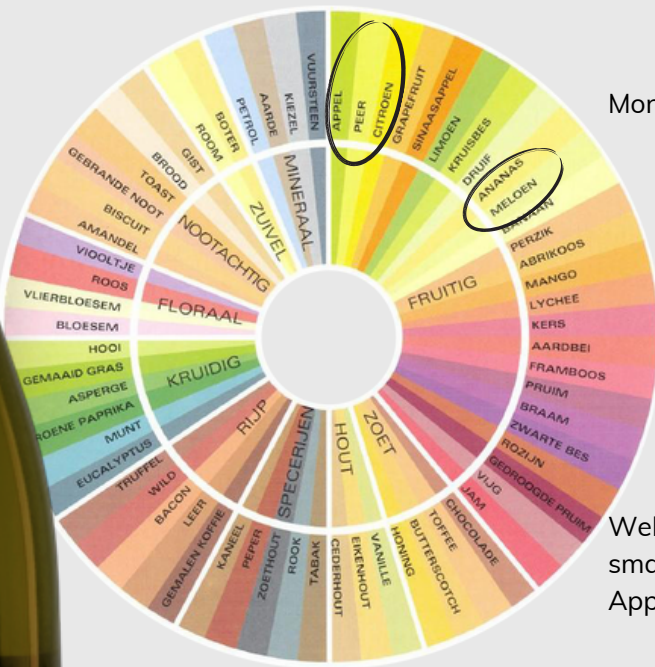 APPEL
PEER
CITROEN
GRAPEFRUIT
SINAASAPPEL
LIMOEN
KRUISBES
DRUIF
ANANAS
MELOEN
BANAAN
PERZIK
ABRIKOOS
MANGO
LYCHEE
KERS
AARDBEI
FRAMBOOS
PRUIM
BRAAM
ZWARTE BES
ROZIJN
GEDROOGDE PRUIM
VIJG
JAM
CHOCOLADE
TOFFEE
BUTTERSCOTCH
HONING
VANILLE
EIKENHOUT
CEDERHOUT
TABAK
ROOK
ZOETHOUT
PEPER
KANEEL
GEMALEN KOFFIE
LEER
BACON
WILD
TRUFFEL
EUCALYPTUS
MUNT
ROENE PAPRIKA
ASPERGE
GEMAAID GRAS
HOOI
BLOESEM
VLIERBLOESEM
ROOS
VIOOLTJE
AMANDEL
BISCUIT
GEBRANDE NOOT
TOAST
BROOD
GIST
ROOM
BOTER
PETROL
AARDE
KIEZEL
VUURSTEEN
FRUITIG
ZOET
HOUT
SPECERIJEN
RIJP
KRUIDIG
FLORAAL
NOOTACHTIG
ZUIVEL
MINERAAL
Mon
Wel
sma
App